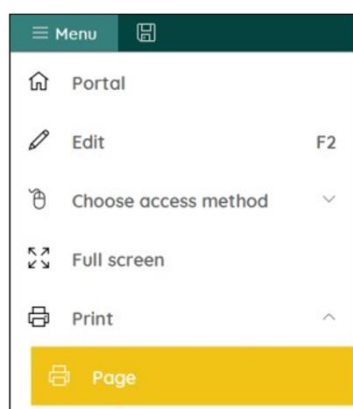 Menu
Portal
Edit F2
Choose access method
Full screen
Print
Page